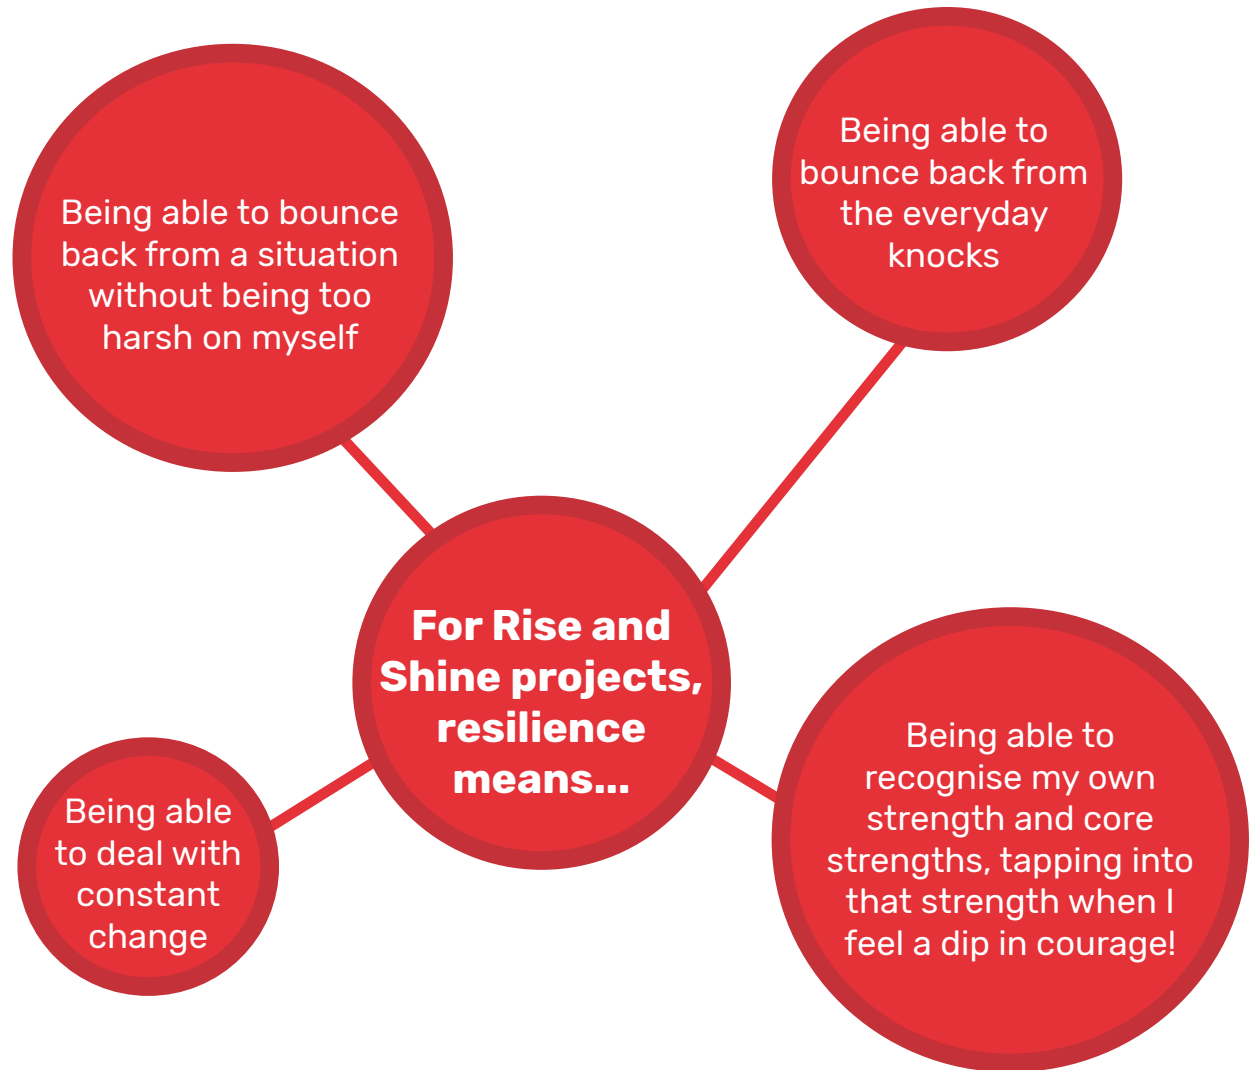 Being able to bounce
back from a situation
without being too
harsh on myself
Being able to
bounce back from
the everyday
knocks
For Rise and
Shine projects,
resilience
means...
Being able
to deal with
constant
change
Being able to
recognise my own
strength and core
strengths, tapping into
that strength when I
feel a dip in courage!